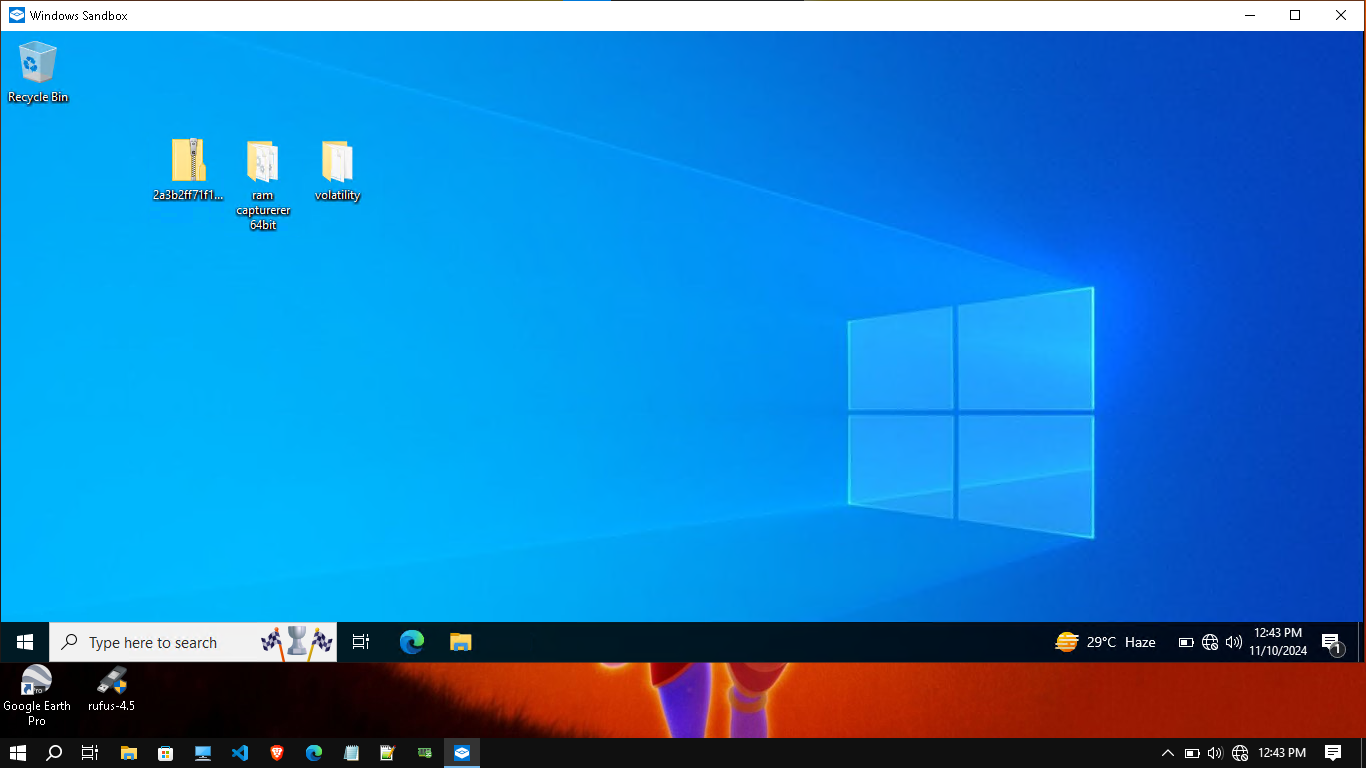 Windows Sandbox
Recycle Bin
2a3b2ff71f1...
ram
capturerer
64bit
volatility
Type here to search
29°C Haze
12:43 PM
11/10/2024
1
Pro
Google Earth
Pro
rufus-4.5
12:43 PM